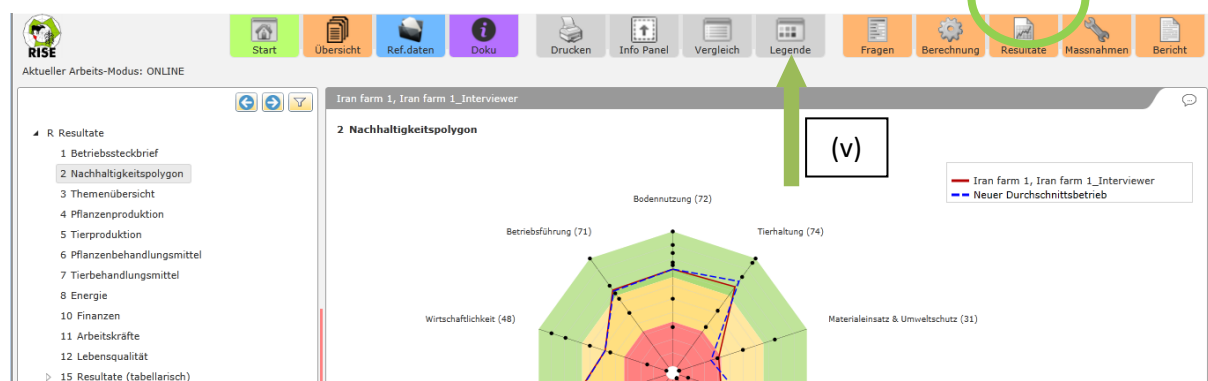 RISE
Start
Übersicht
Ref.daten
Doku
Drucken
Info Panel
Vergleich
Legende
Fragen
Berechnung
Resultate
Massnahmen
Bericht
Aktueller Arbeits-Modus: ONLINE
R Resultate
1 Betriebssteckbrief
2 Nachhaltigkeitspolygon
3 Themenübersicht
4 Pflanzenproduktion
5 Tierproduktion
6 Pflanzenbehandlungsmittel
7 Tierbehandlungsmittel
8 Energie
10 Finanzen
11 Arbeitskräfte
12 Lebensqualität
15 Resultate (tabellarisch)
Iran farm 1, Iran farm 1_Interviewer
2 Nachhaltigkeitspolygon
(v)
Iran farm 1, Iran farm 1_Interviewer
Neuer Durchschnittsbetrieb
Bodennutzung (72)
Betriebsführung (71)
Tierhaltung (74)
Wirtschaftlichkeit (48)
Materialeinsatz & Umweltschutz (31)